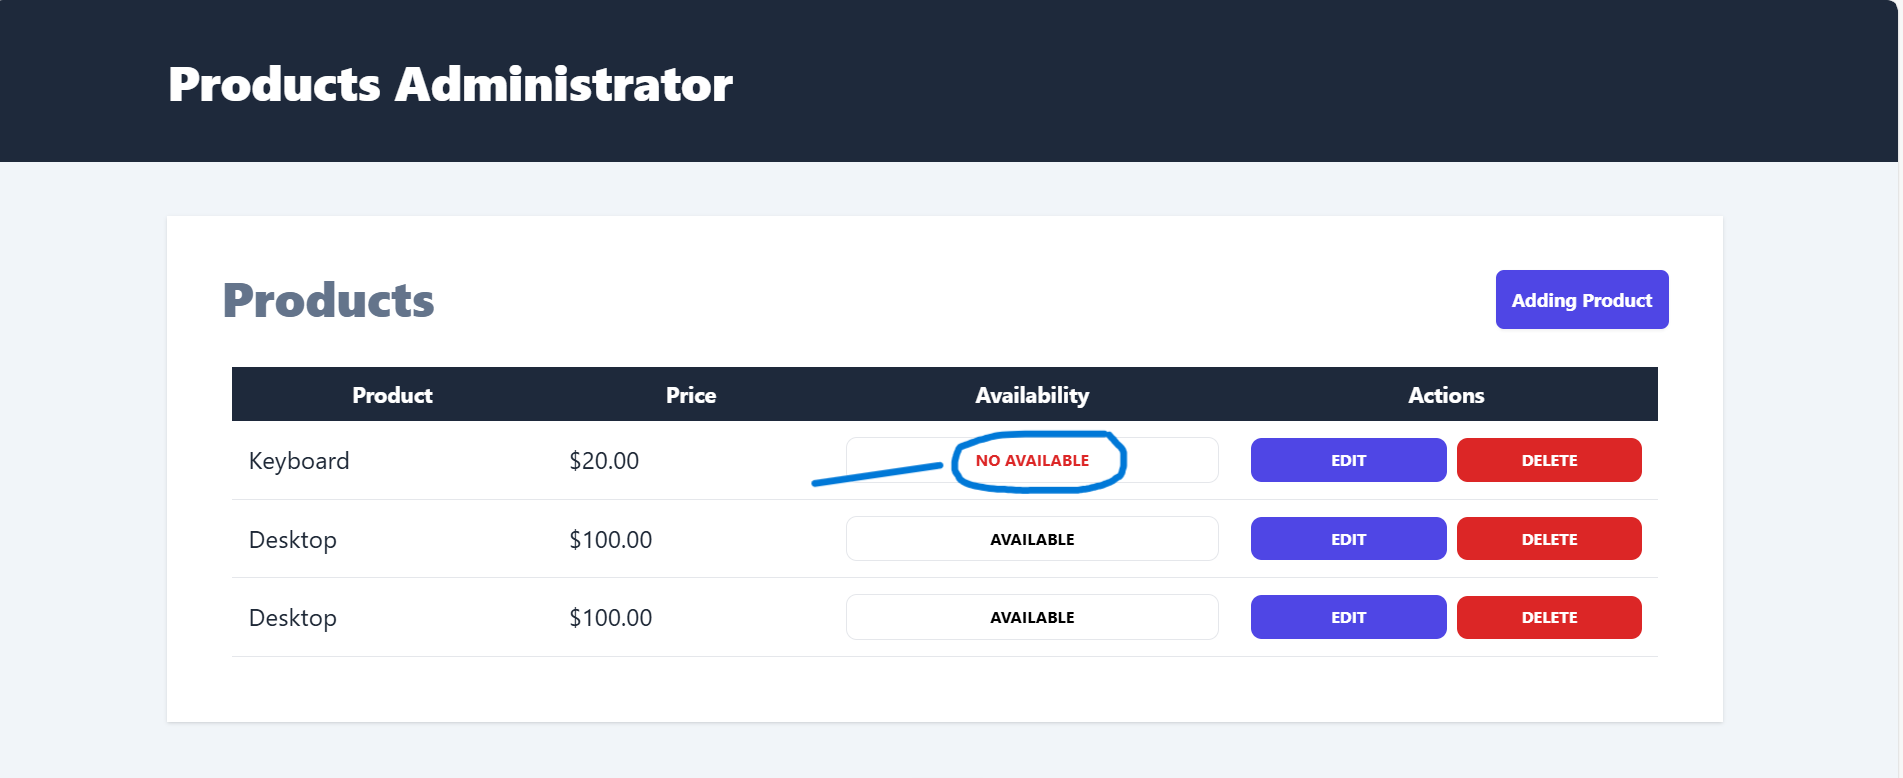 Products Administrator
Products
Adding Product
Product Price Availability Actions
Keyboard $20.00 NO AVAILABLE EDIT DELETE
Desktop $100.00 AVAILABLE EDIT DELETE
Desktop $100.00 AVAILABLE EDIT DELETE